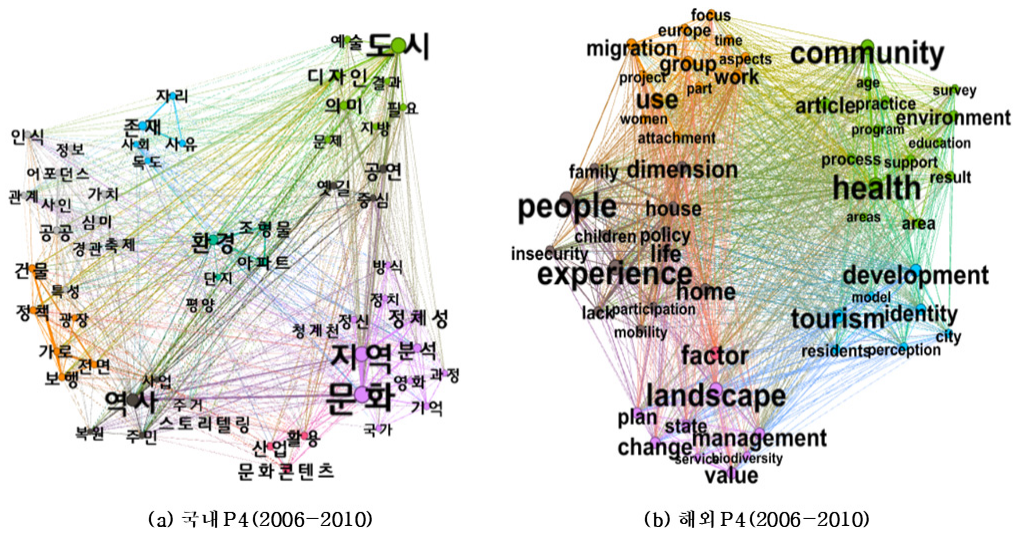 예술
도시
디자인
결과
자리
의미
필요
존재
지방
인식
사회
사유
문제
정보
독도
어포던스
공연
관계
가치
옛길
사인
중심
심미
공공
조형물
경관축제
환경
건물
아파트
방식
단지
특성
평양
정치
정책
광장
청계천
정신
정체성
가로
지역
분석
전면
보행
사업
영화
과정
역사
주거
문화
기억
스토리텔링
복원
주민
국가
산업
활용
문화콘텐츠
(a) 국내 P4(2006-2010)
focus
europe
time
migration
community
group
aspects
project
work
age
part
survey
use
article
practice
women
environment
program
attachment
education
process
support
family
dimension
result
health
people
house
areas
area
children
policy
insecurity
life
experience
development
home
model
lack
participation
tourism
identity
mobility
city
residents
perception
factor
landscape
plan
state
change
management
service
biodiversity
value
(b) 해외 P4(2006-2010)